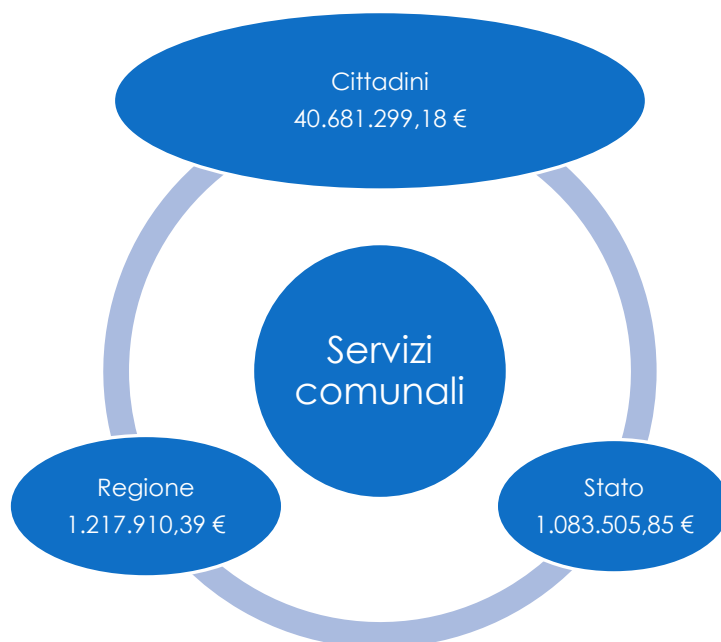 Cittadini
40.681.299,18 €
Servizi
comunali
Regione
1.217.910,39 €
Stato
1.083.505,85 €